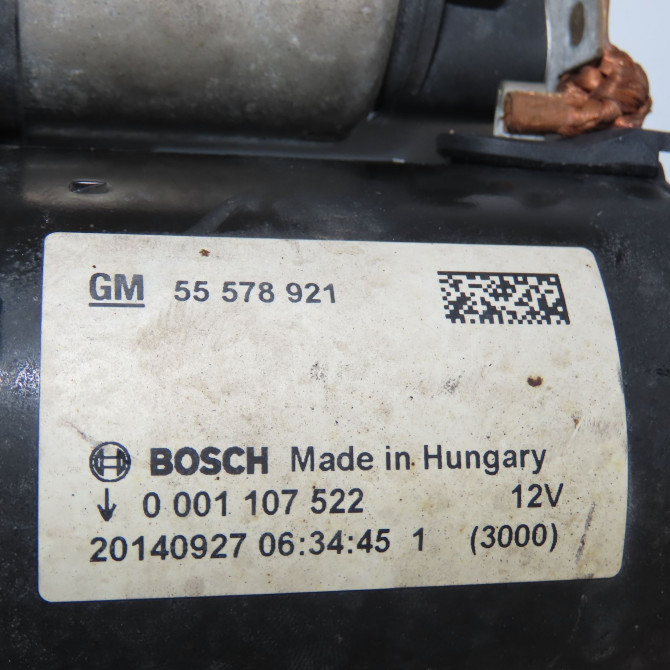 GM 55 578 921
BOSCH Made in Hungary
↓ 0 001 107 522 12V
20140927 06:34:45 1 (3000)